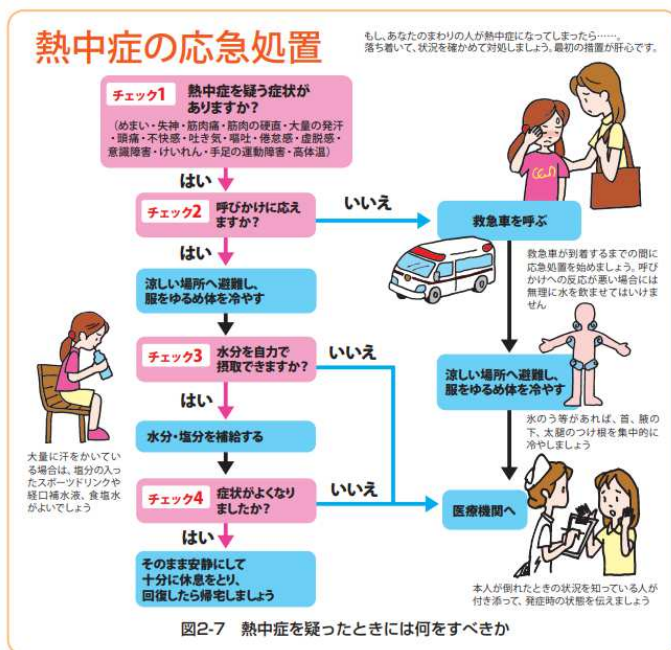 熱中症の応急処置
もし、あなたのまわりの人が熱中症になってしまったら……。
落ち着いて、状況を確かめて対処しましょう。最初の措置が肝心です。
チェック1
熱中症を疑う症状が
ありますか？
（めまい・失神・筋肉痛・筋肉の硬直・大量の発汗
・頭痛・不快感・吐き気・嘔吐・倦怠感・虚脱感・
意識障害・けいれん・手足の運動障害・高体温）
はい
チェック2
呼びかけに応え
ますか？
いいえ
救急車を呼ぶ
はい
救急車が到着するまでの間に
応急処置を始めましょう。呼び
かけへの反応が悪い場合には
無理に水を飲ませてはいけま
せん
涼しい場所へ避難し、
服をゆるめ体を冷やす
チェック3
水分を自力で
摂取できますか？
いいえ
涼しい場所へ避難し、
服をゆるめ体を冷やす
はい
氷のう等があれば、首、腋の
下、太腿のつけ根を集中的に
冷やしましょう
水分・塩分を補給する
大量に汗をかいている
場合は、塩分の入っ
たスポーツドリンクや
経口補水液、食塩水
がよいでしょう
チェック4
症状がよくなり
ましたか？
いいえ
医療機関へ
はい
そのまま安静にして
十分に休息をとり、
回復したら帰宅しましょう
本人が倒れたときの状況を知っている人が
付き添って、発症時の状態を伝えましょう
図2-7 熱中症を疑ったときには何をすべきか